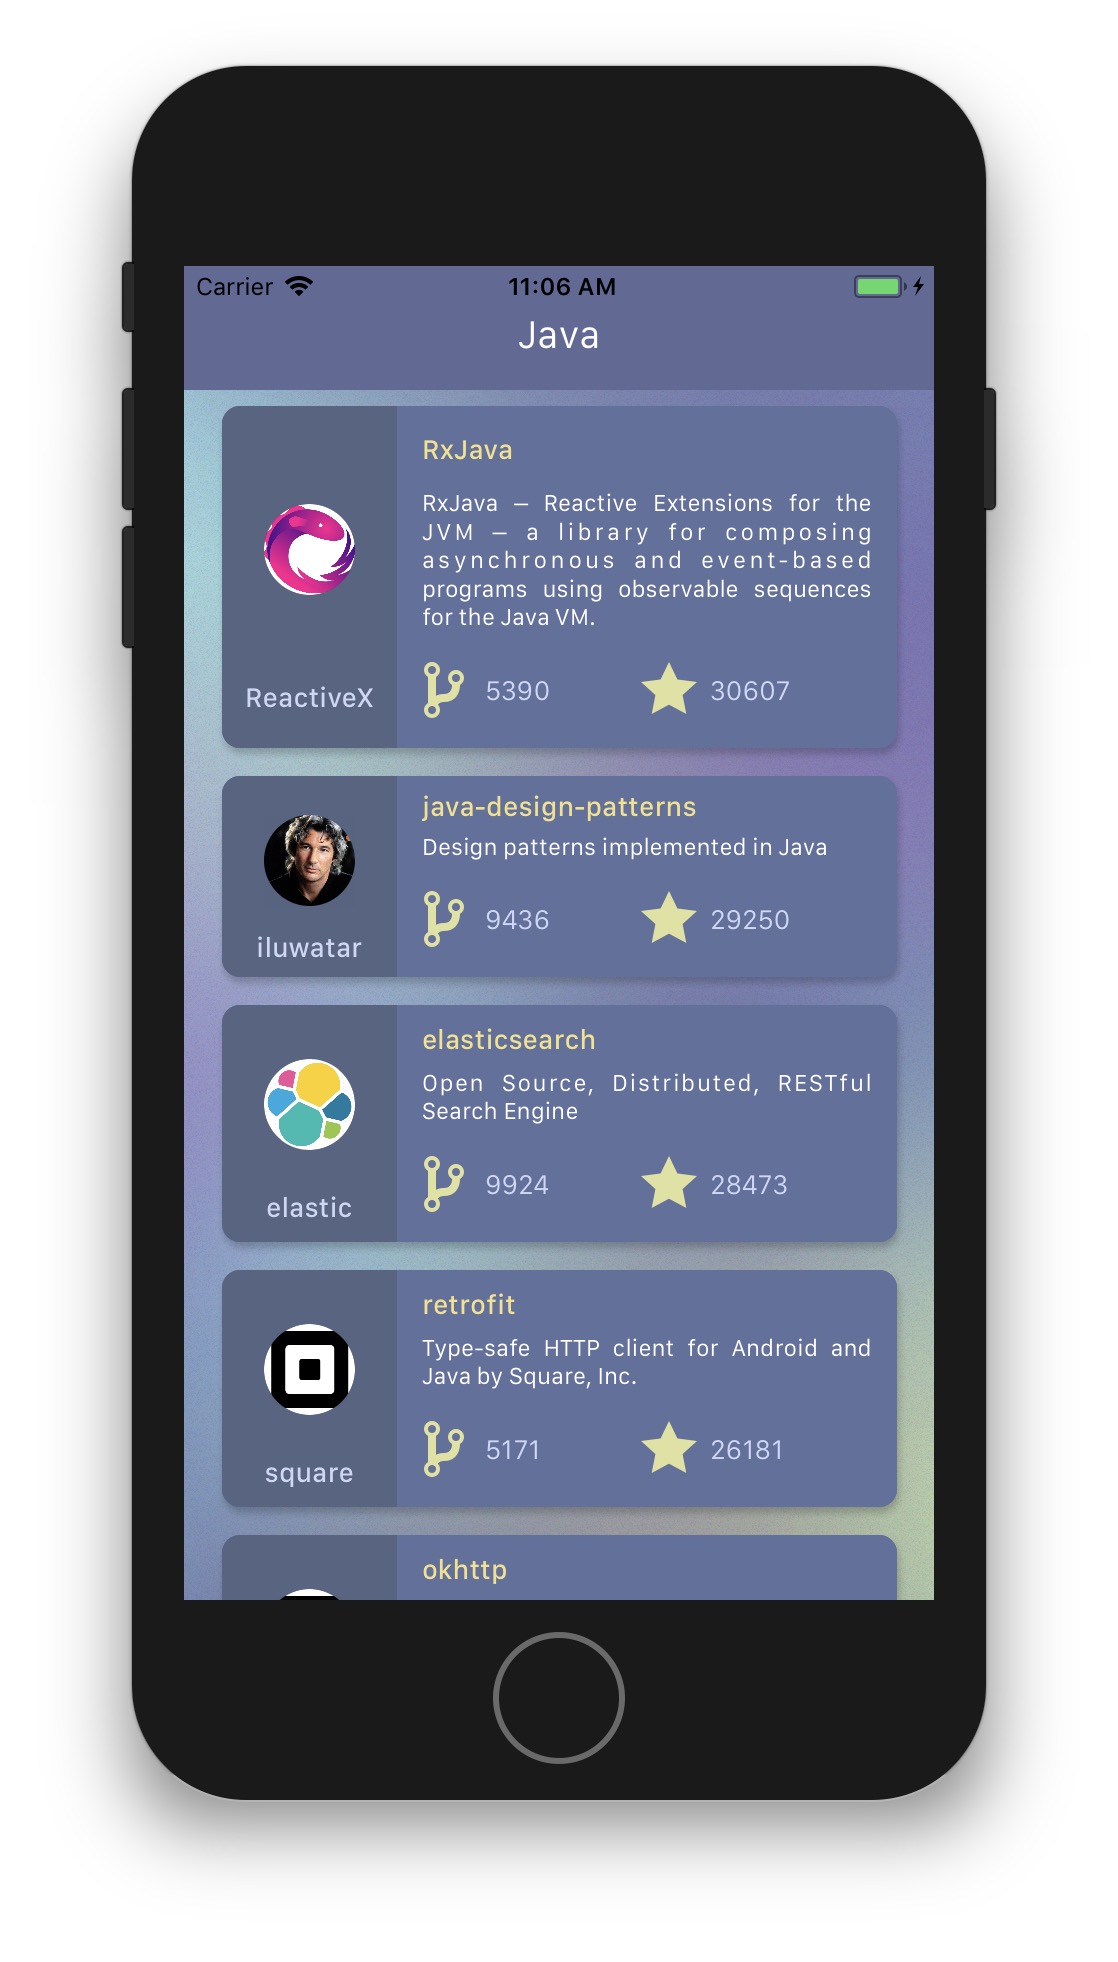 Carrier 11:06 AM
Java
RxJava
RxJava – Reactive Extensions for the
JVM – a library for composing
asynchronous and event-based
programs using observable sequences
for the Java VM.
ReactiveX
5390 30607
java-design-patterns
Design patterns implemented in Java
9436 29250
iluwatar
elasticsearch
Open Source, Distributed, RESTful
Search Engine
9924 28473
elastic
retrofit
Type-safe HTTP client for Android and
Java by Square, Inc.
5171 26181
square
okhttp